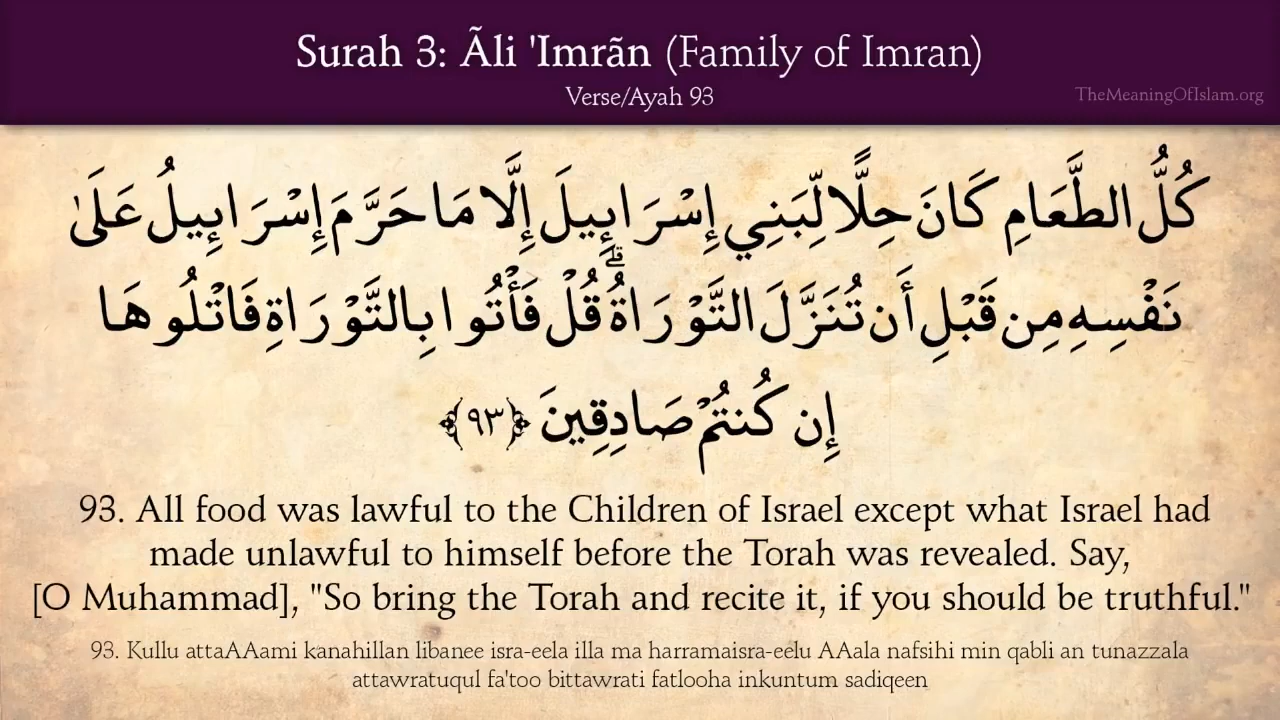 Surah 3: Ãli 'Imrãn (Family of Imran)
Verse/Ayah 93
TheMeaningOfIslam.org
كُلُّ الطَّعَامِ كَانَ حِلًّا لِّبَنِي إِسْرَائِيلَ إِلَّا مَا حَرَّمَ إِسْرَائِيلُ عَلَىٰ
نَفْسِهِ مِن قَبْلِ أَن تُنَزَّلَ التَّوْرَاةُ ۗ قُلْ فَأْتُوا بِالتَّوْرَاةِ فَاتْلُوهَا
إِن كُنتُمْ صَادِقِينَ ﴿٩٣﴾
93. All food was lawful to the Children of Israel except what Israel had
made unlawful to himself before the Torah was revealed. Say,
[O Muhammad], "So bring the Torah and recite it, if you should be truthful."
93. Kullu attaAAami kanahillan libanee isra-eela illa ma harramaisra-eelu AAala nafsihi min qabli an tunazzala
attawratuqul fa'too bittawrati fatlooha inkuntum sadiqeen